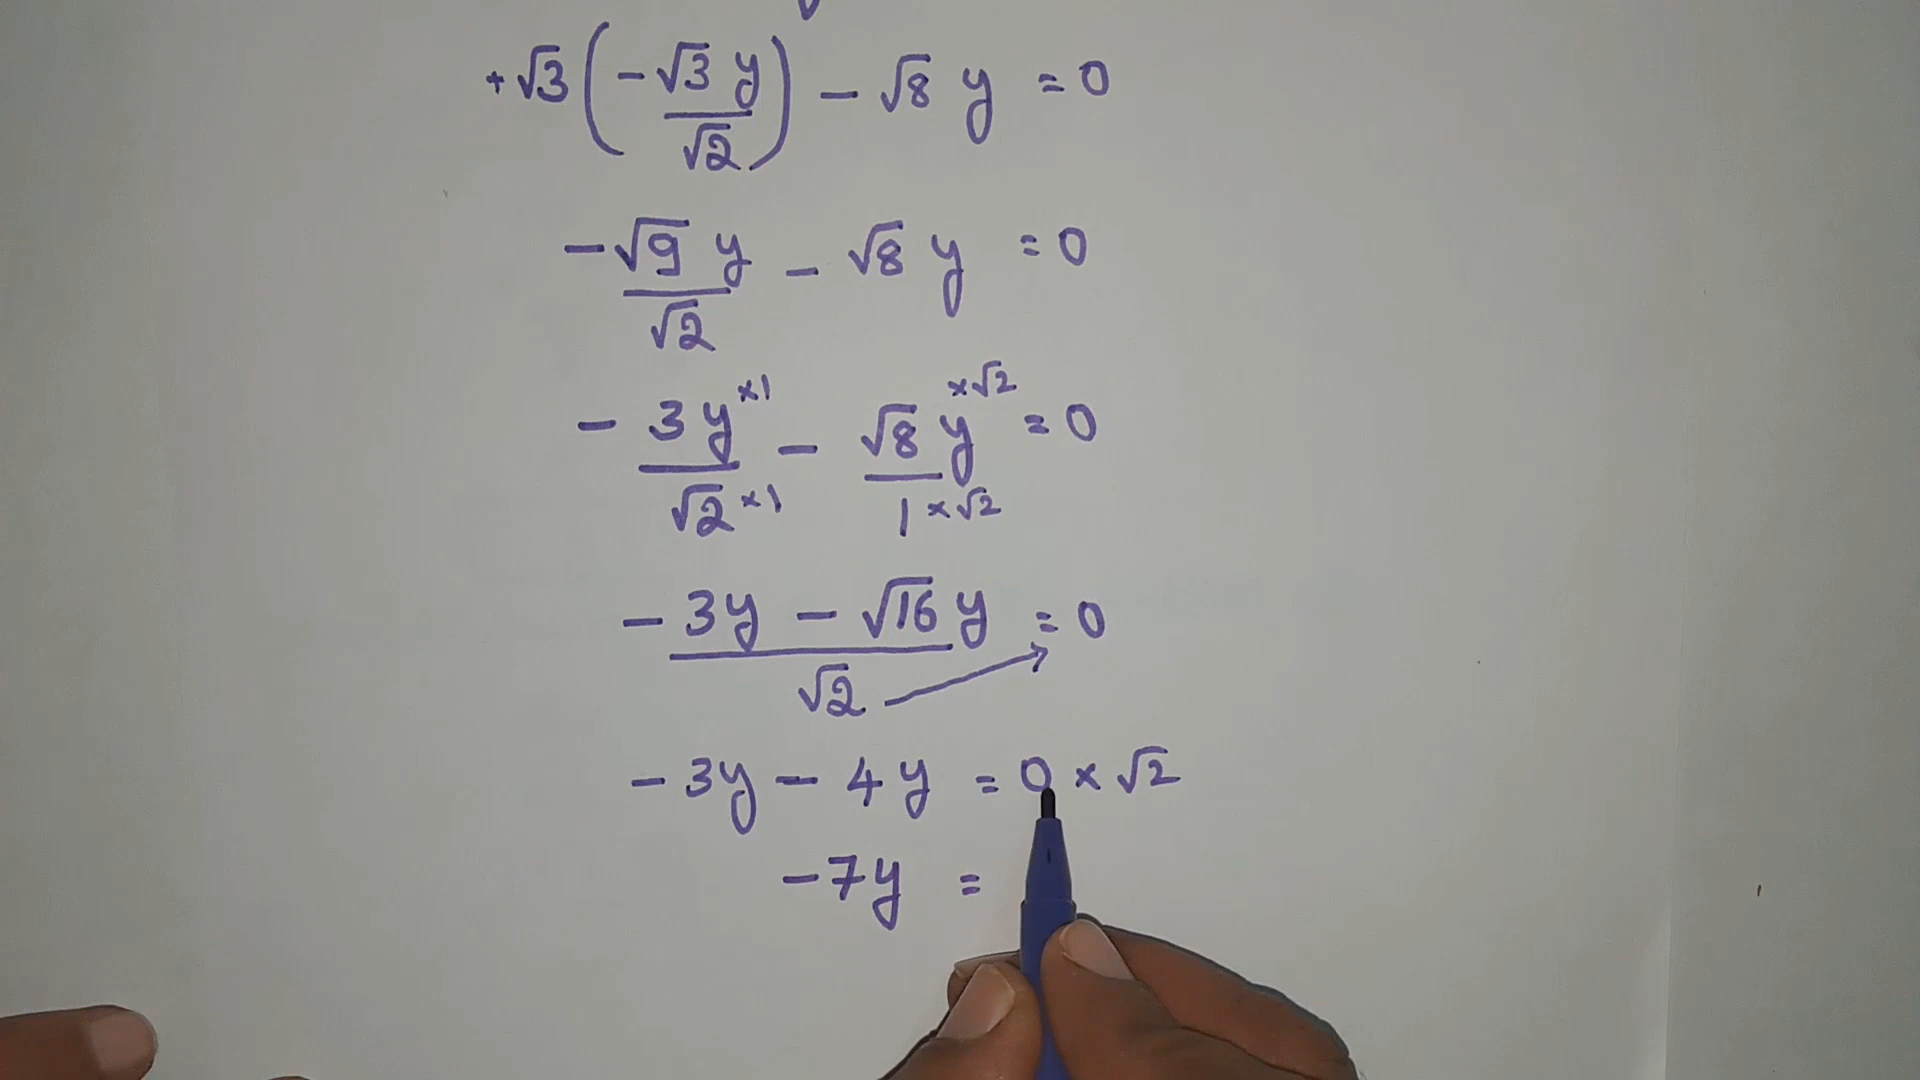 + √3 ( - √3 y / √2 ) - √8 y = 0
- √9 y / √2 - √8 y = 0
- 3y ×1 / √2 ×1 - √8 y ×√2 / 1 ×√2 = 0
- 3y - √16 y / √2 = 0
- 3y - 4y = 0 × √2
-7y =